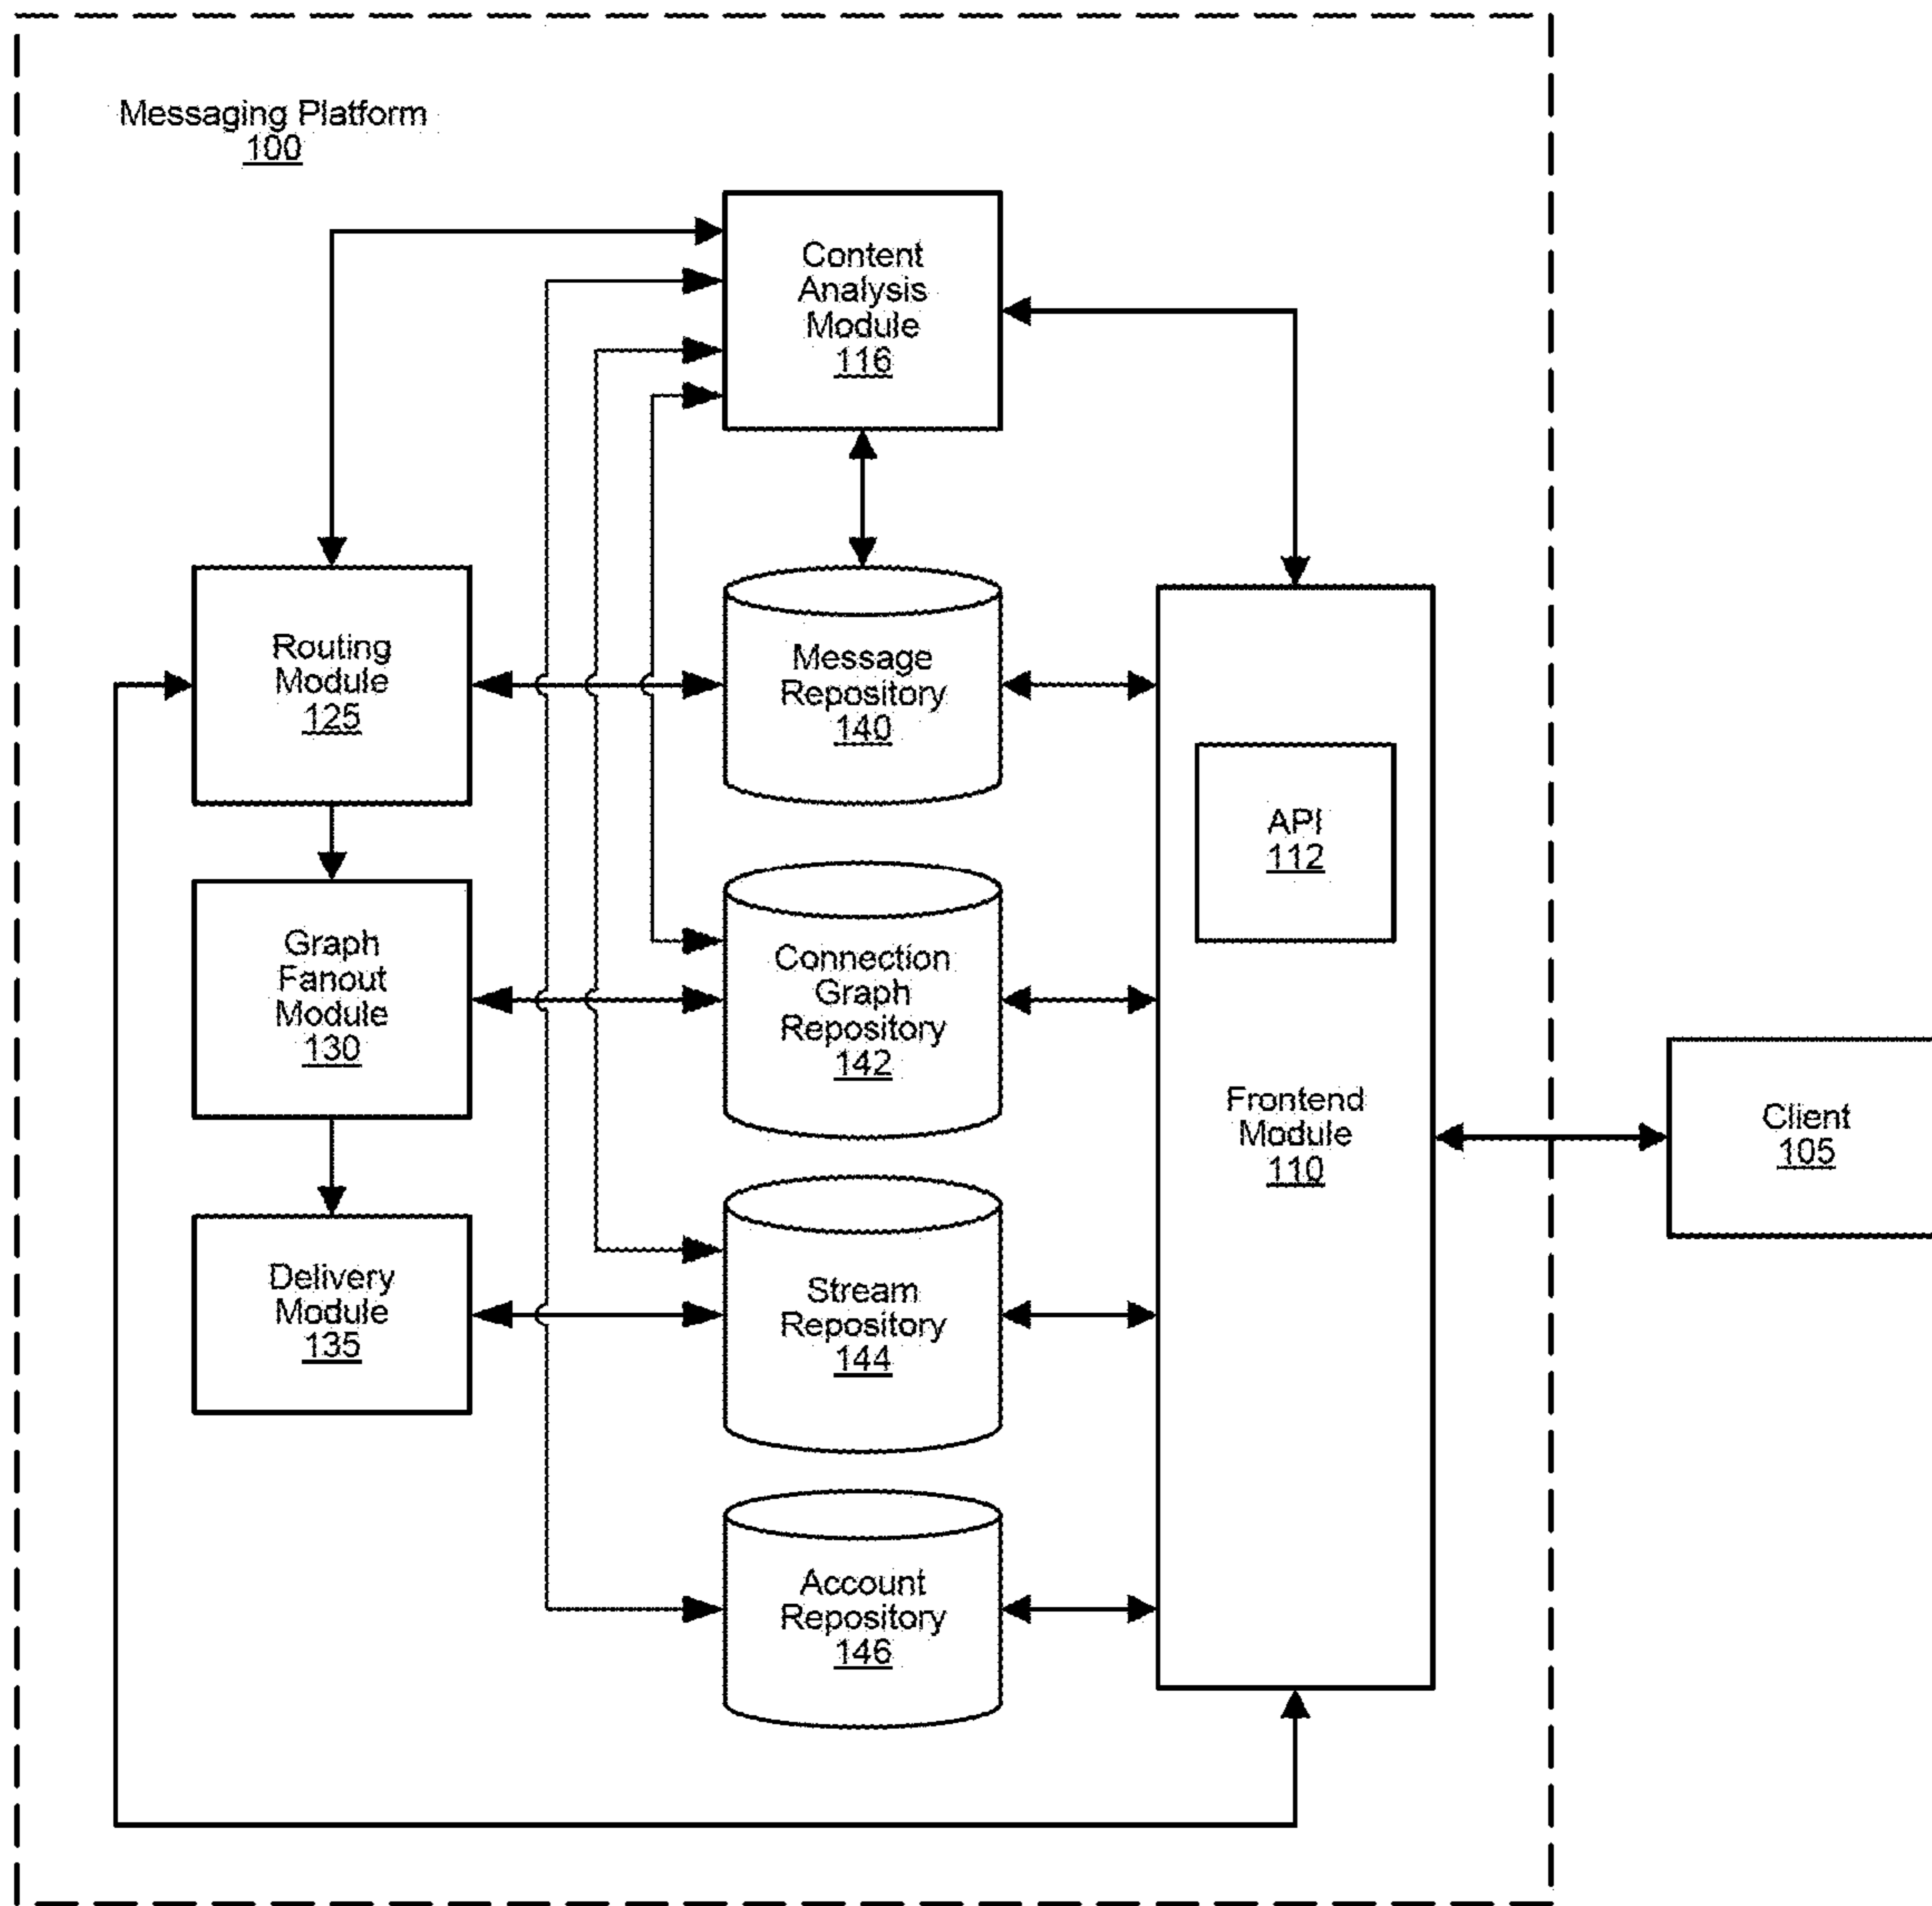 Messaging Platform
100
Content
Analysis
Module
116
Routing
Module
125
Message
Repository
140
API
112
Graph
Fanout
Module
130
Connection
Graph
Repository
142
Frontend
Module
110
Client
105
Delivery
Module
135
Stream
Repository
144
Account
Repository
146